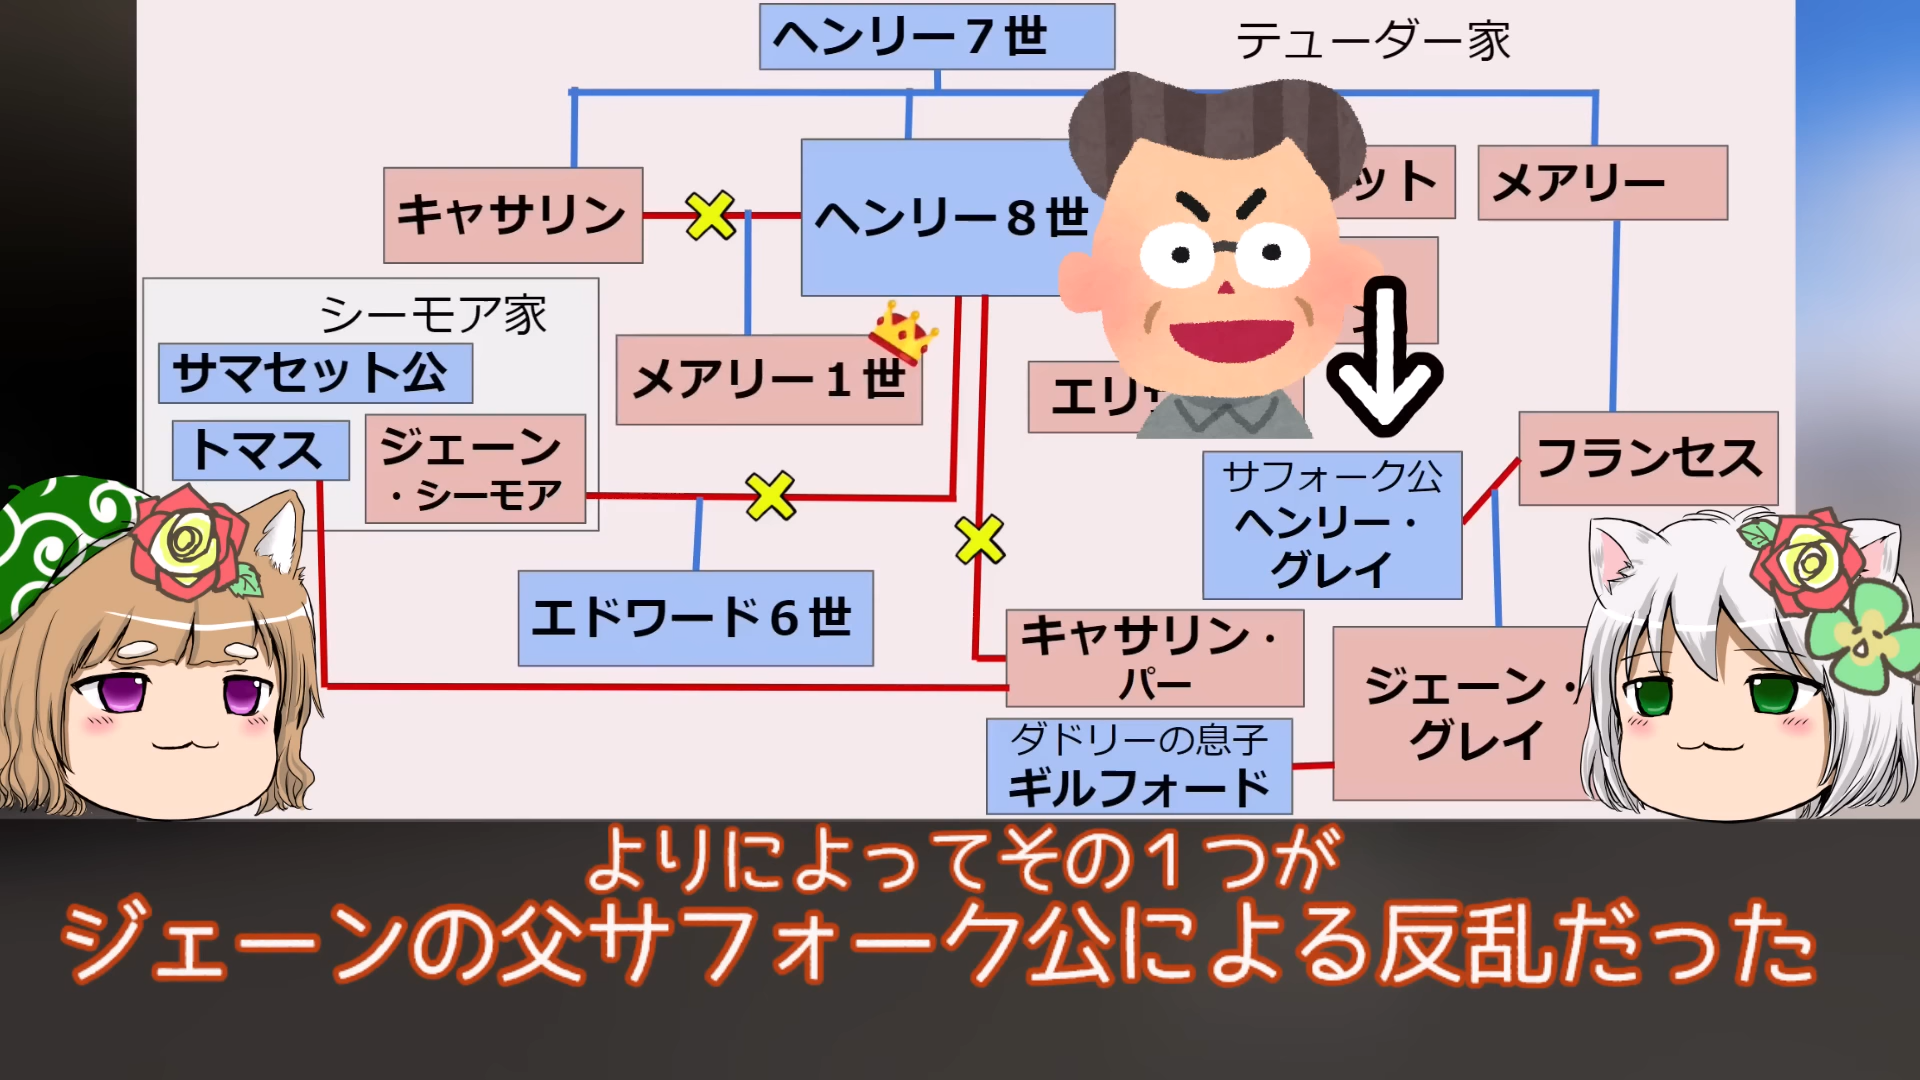 ヘンリー７世
テューダー家
キャサリン
ヘンリー８世
ット
メアリー
シーモア家
サマセット公
メアリー１世
エリ
トマス
ジェーン
・シーモア
サフォーク公
ヘンリー・
グレイ
フランセス
エドワード６世
キャサリン・
パー
ジェーン・
グレイ
ダドリーの息子
ギルフォード
よりによってその１つが
ジェーンの父サフォーク公による反乱だった